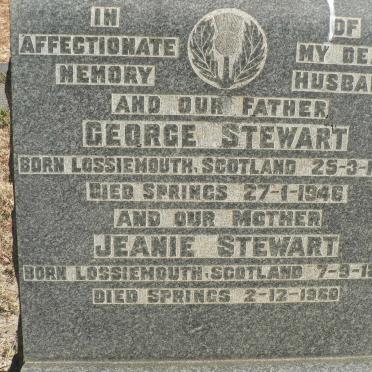 IN OF
AFFECTIONATE MY DEA
MEMORY HUSBA
AND OUR FATHER
GEORGE STEWART
BORN LOSSIEMOUTH, SCOTLAND 25-3-1
DIED SPRINGS 27-1-1946
AND OUR MOTHER
JEANIE STEWART
BORN LOSSIEMOUTH, SCOTLAND 7-9-1
DIED SPRINGS 2-12-1960